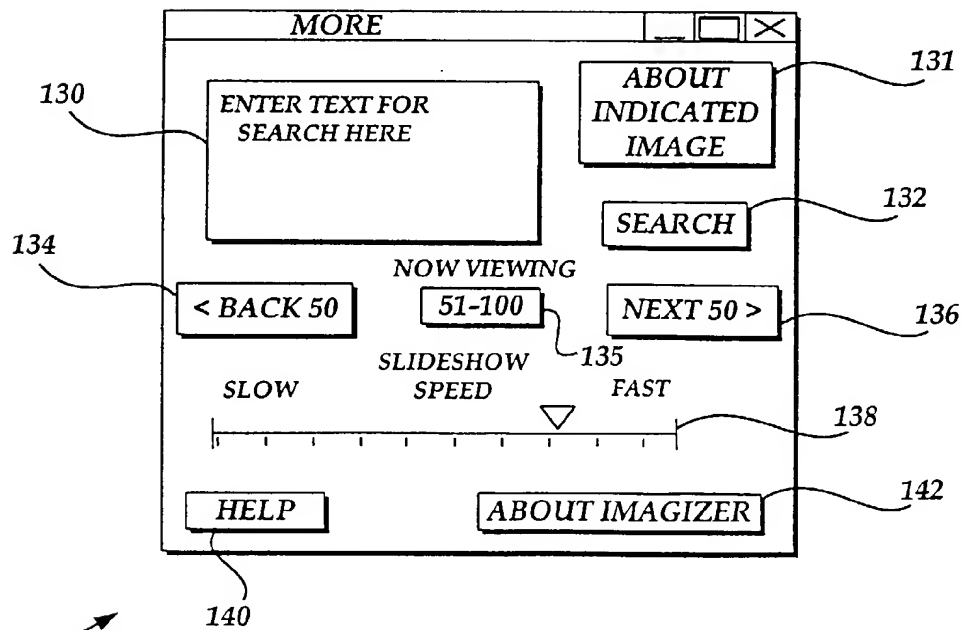 MORE
130
ENTER TEXT FOR
SEARCH HERE
ABOUT
INDICATED
IMAGE
131
SEARCH
132
134
< BACK 50
NOW VIEWING
51-100
135
NEXT 50 >
136
SLOW
SLIDESHOW
SPEED
FAST
138
HELP
140
ABOUT IMAGIZER
142